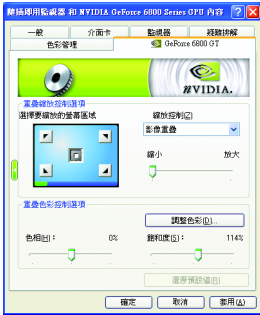 隨插即用監視器 和 NVIDIA GeForce 6800 Series GPU 內容
一般 介面卡 監視器 疑難排解
色彩管理 GeForce 6800 GT
NVIDIA.
重疊縮放控制選項
選擇要縮放的螢幕區域
縮放控制(Z)
影像重疊
縮小 放大
重疊色彩控制選項
調整色彩(D)...
色相(H): 0% 飽和度(S): 114%
還原預設值(R)
確定 取消 套用(A)